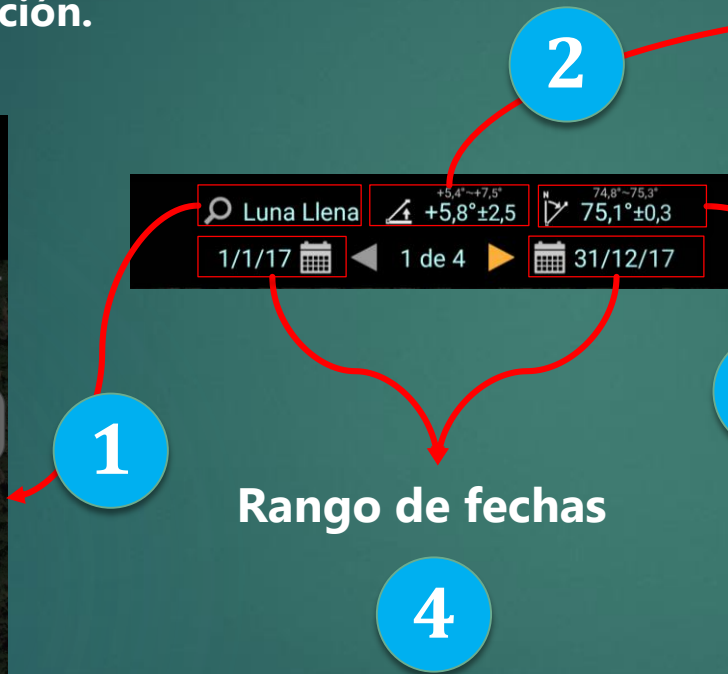 ción.
2
+5,4°~+7,5° 74,8°~75,3°
Luna Llena +5,8°±2,5 N 75,1°±0,3
1/1/17 1 de 4 31/12/17
1
Rango de fechas
4